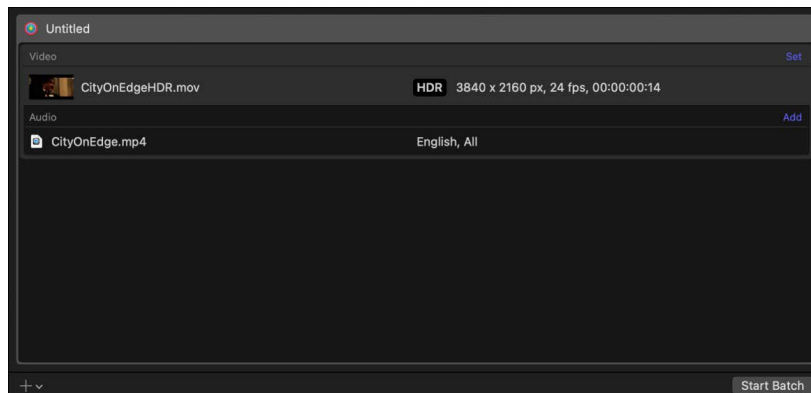 Untitled
Video Set
CityOnEdgeHDR.mov HDR 3840 x 2160 px, 24 fps, 00:00:00:14
Audio Add
CityOnEdge.mp4 English, All
Start Batch